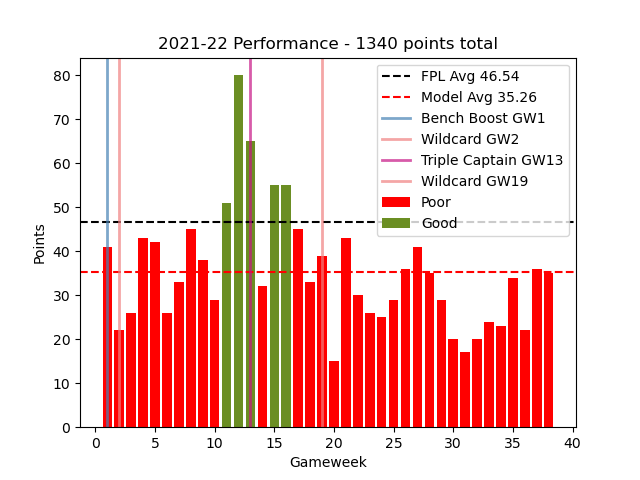 2021-22 Performance - 1340 points total
Points
80
70
60
50
40
30
20
10
0
FPL Avg 46.54
Model Avg 35.26
Bench Boost GW1
Wildcard GW2
Triple Captain GW13
Wildcard GW19
Poor
Good
0 5 10 15 20 25 30 35 40
Gameweek